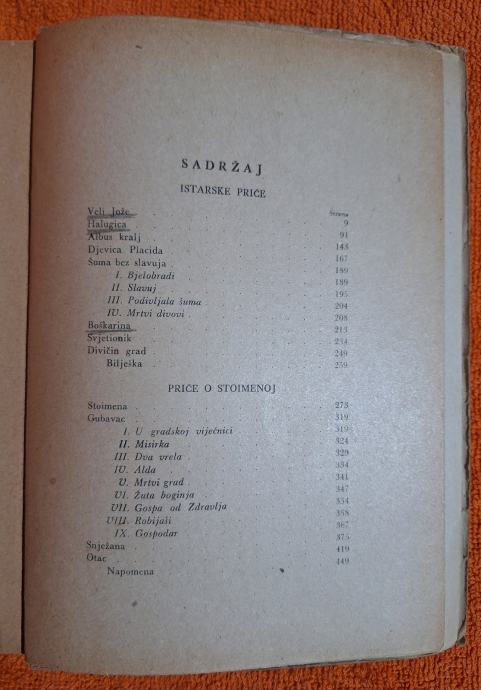 SADRŽAJ
ISTARSKE PRIČE
Strana
Veli Jože 9
Halugica 91
Albus kralj 143
Djevica Placida 167
Šuma bez slavuja 189
I. Bjelobradi 189
II. Slavuj 195
III. Podivljala šuma 204
IV. Mrtvi divovi 208
Boškarina 213
Svjetionik 234
Divičin grad 249
Bilješka 259
PRIČE O STOIMENOJ
Stoimena 273
Gubavac 319
I. U gradskoj viječnici 319
II. Misirka 324
III. Dva vrela 329
IV. Alda 334
V. Mrtvi grad 341
VI. Žuta boginja 347
VII. Gospa od Zdravlja 354
VIII. Robijaši 358
IX. Gospodar 367
Snježana 375
Otac 419
Napomena 449